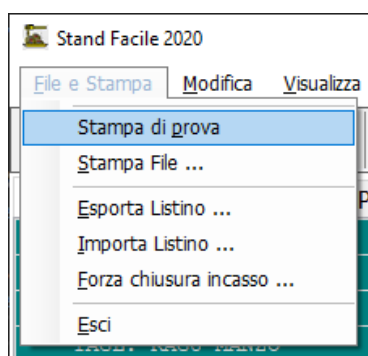 Stand Facile 2020
File e Stampa Modifica Visualizza
Stampa di prova
Stampa File ...
Esporta Listino ...
Importa Listino ...
Forza chiusura incasso ...
Esci